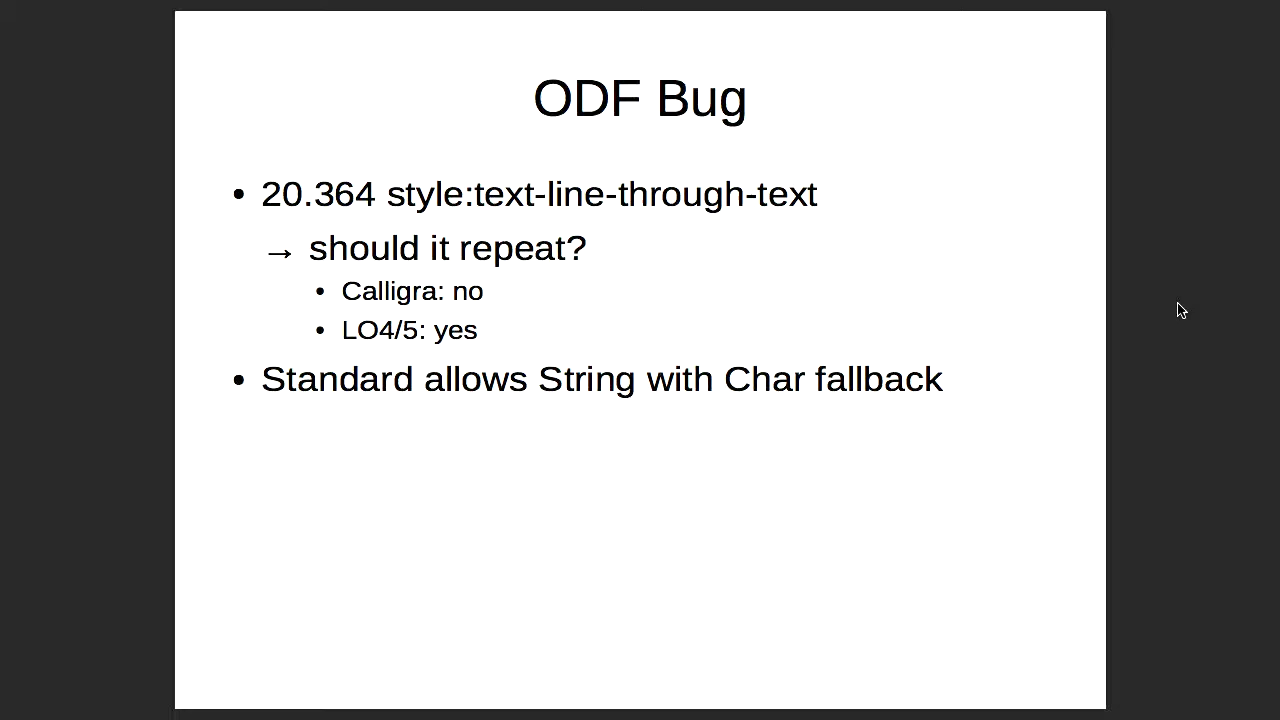 ODF Bug
• 20.364 style:text-line-through-text
→ should it repeat?
• Calligra: no
• LO4/5: yes
• Standard allows String with Char fallback